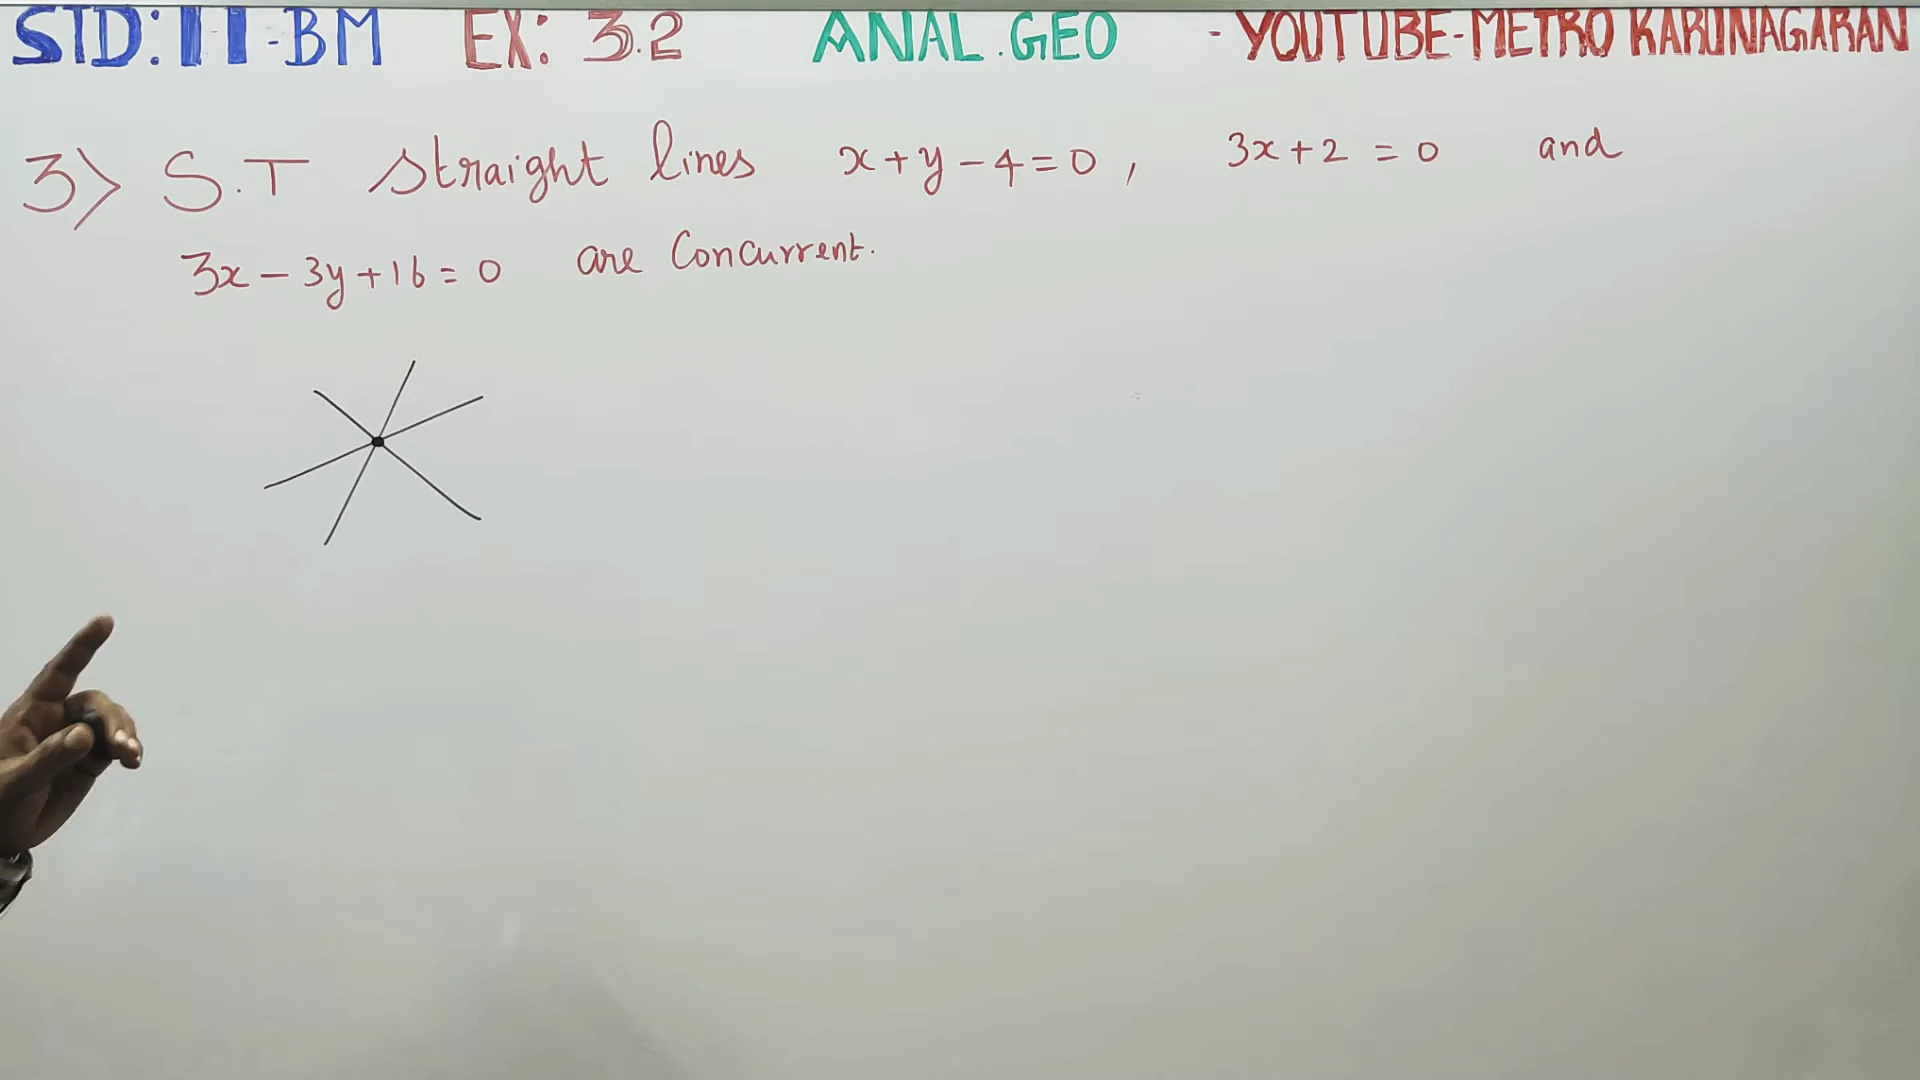 STD: 11-BM EX: 3.2 ANAL.GEO - YOUTUBE-METRO KARUNAGARAN
3> S.T straight lines x+y-4=0, 3x+2=0 and
3x-3y+16=0 are Concurrent.